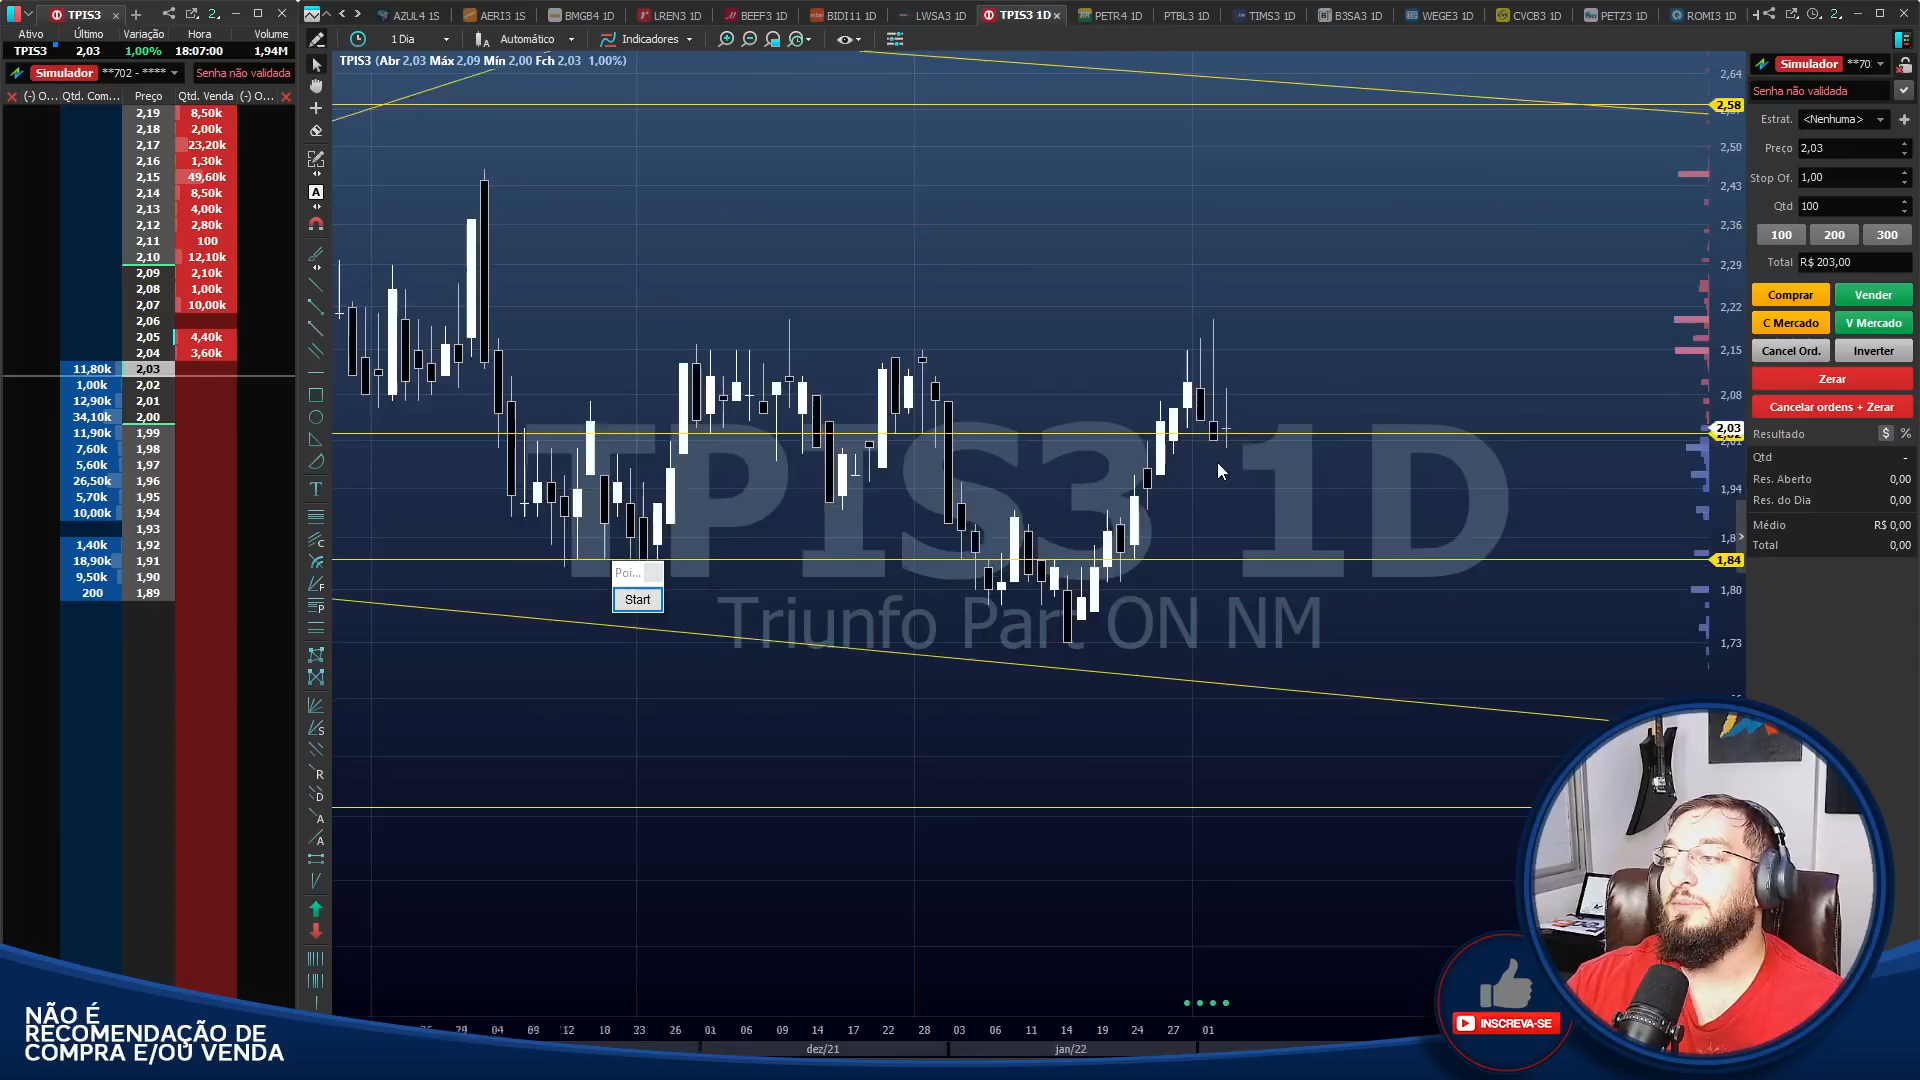 TPIS3
2
AZUL4 1S
AERI3 1S
BMGB4 1D
LREN3 1D
BEEF3 1D
BIDI11 1D
LWSA3 1D
TPIS3 1D
PETR4 1D
PTBL3 1D
TIMS3 1D
B3SA3 1D
WEGE3 1D
CVCB3 1D
PETZ3 1D
ROMI3 1D
2
Ativo Último Variação Hora Volume
TPIS3 2,03 1,00% 18:07:00 1,94M
1 Dia
Automático
Indicadores
Simulador **702 - **** Senha não validada
TPIS3 (Abr 2,03 Máx 2,09 Mín 2,00 Fch 2,03 1,00%)
(-) O... Qtd. Com... Preço Qtd. Venda (-) O...
2,19 8,50k
2,18 2,00k
2,17 23,20k
2,16 1,30k
2,15 49,60k
2,14 8,50k
2,13 4,00k
2,12 2,80k
2,11 100
2,10 12,10k
2,09 2,10k
2,08 1,00k
2,07 10,00k
2,06
2,05 4,40k
2,04 3,60k
11,80k 2,03
1,00k 2,02
12,90k 2,01
34,10k 2,00
11,90k 1,99
7,60k 1,98
5,60k 1,97
26,50k 1,96
5,70k 1,95
10,00k 1,94
1,93
1,40k 1,92
18,90k 1,91
9,50k 1,90
200 1,89
TPIS3 1D
Triunfo Part ON NM
Poi...
Start
2,64
2,58
2,50
2,43
2,36
2,29
2,22
2,15
2,08
2,03
2,01
1,94
1,84
1,80
1,73
04 09 12 18 23 26 01 06 09 14 17 22 28 03 06 11 14 19 24 27 01
dez/21
jan/22
Simulador
Senha não validada
Estrat. <Nenhuma>
Preço 2,03
Stop Of. 1,00
Qtd 100
100 200 300
Total R$ 203,00
Comprar Vender
C Mercado V Mercado
Cancel Ord. Inverter
Zerar
Cancelar ordens + Zerar
Resultado $ %
Qtd -
Res. Aberto 0,00
Res. do Dia 0,00
Médio R$ 0,00
Total 0,00
NÃO É
RECOMENDAÇÃO DE
COMPRA E/OU VENDA
INSCREVA-SE